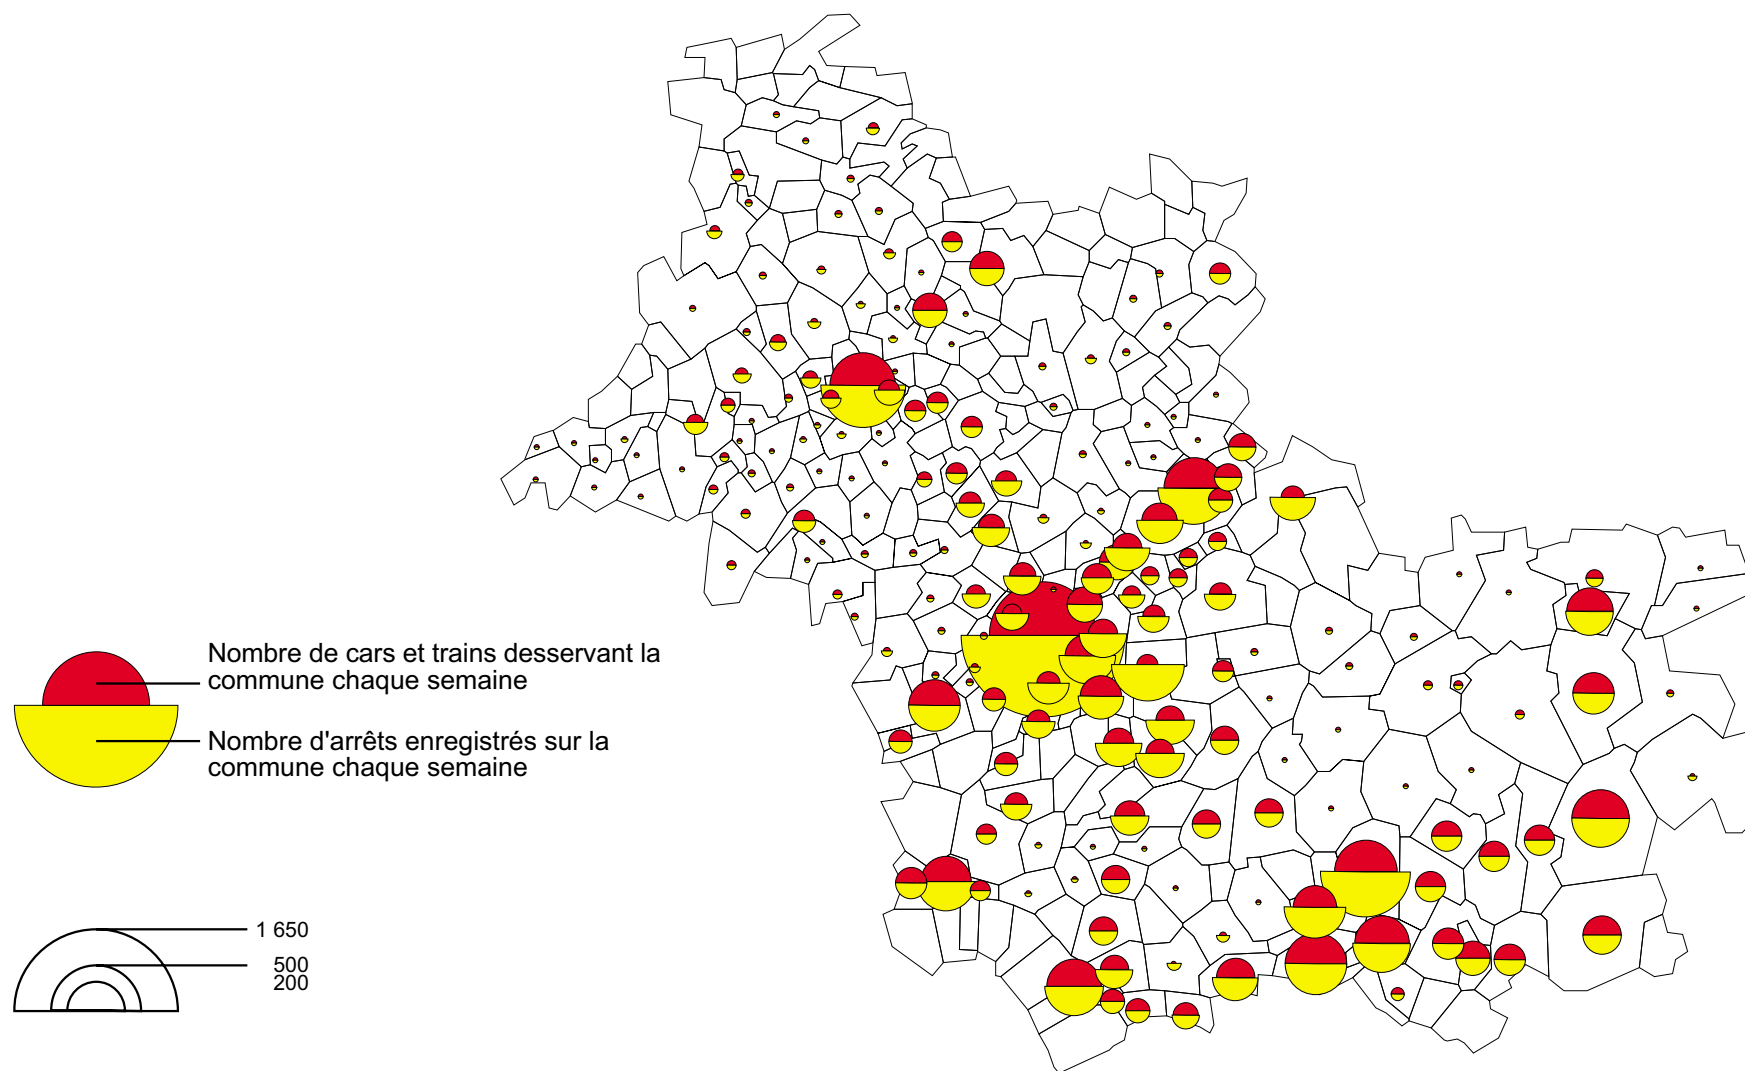 Nombre de cars et trains desservant la
commune chaque semaine
Nombre d'arrêts enregistrés sur la
commune chaque semaine
1 650
500
200